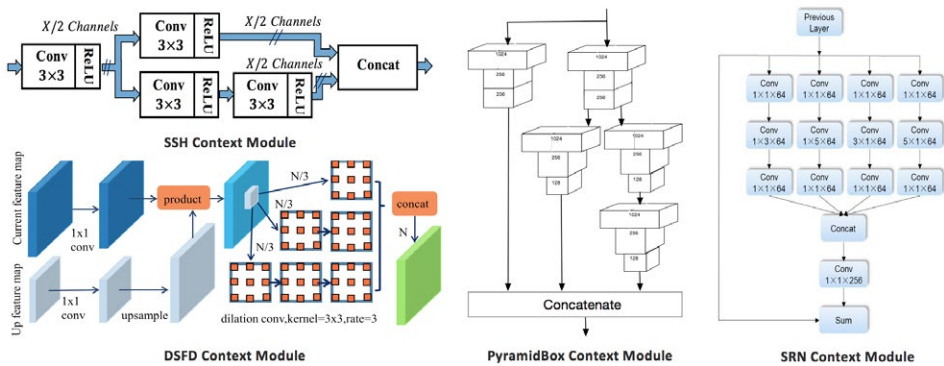 X/2 Channels
X/2 Channels
Conv
3×3
ReLU
Conv
3×3
ReLU
X/2 Channels
Conv
3×3
ReLU
Conv
3×3
ReLU
Concat
SSH Context Module
Current feature map
1x1
conv
product
N/3
N/3
N/3
concat
N
Up feature map
1x1
conv
upsample
dilation conv,kernel=3x3,rate=3
DSFD Context Module
1024
256
256
1024
256
256
1024
256
128
1024
256
128
1024
256
128
Concatenate
PyramidBox Context Module
Previous
Layer
Conv
1×1×64
Conv
1×1×64
Conv
1×1×64
Conv
1×1×64
Conv
1×3×64
Conv
1×5×64
Conv
3×1×64
Conv
5×1×64
Conv
1×1×64
Conv
1×1×64
Conv
1×1×64
Conv
1×1×64
Concat
Conv
1×1×256
Sum
SRN Context Module